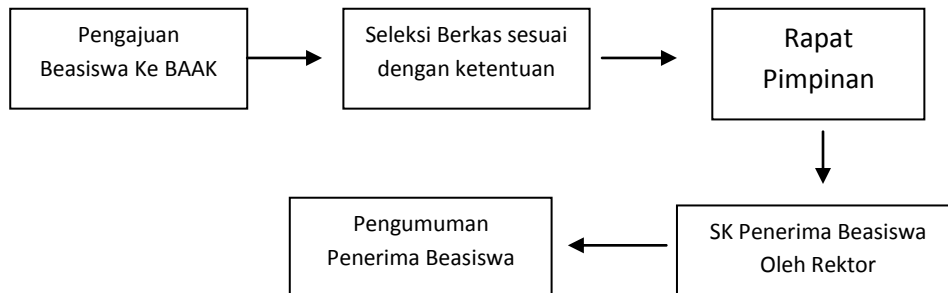 Pengajuan
Beasiswa Ke BAAK
Seleksi Berkas sesuai
dengan ketentuan
Rapat
Pimpinan
SK Penerima Beasiswa
Oleh Rektor
Pengumuman
Penerima Beasiswa